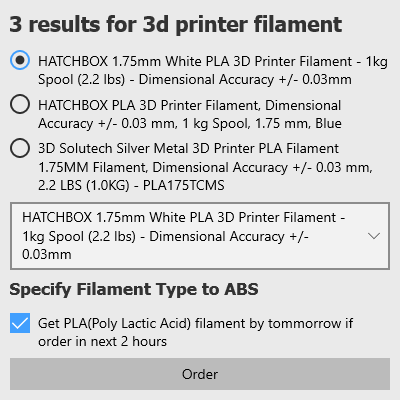 3 results for 3d printer filament
HATCHBOX 1.75mm White PLA 3D Printer Filament - 1kg
Spool (2.2 lbs) - Dimensional Accuracy +/- 0.03mm
HATCHBOX PLA 3D Printer Filament, Dimensional
Accuracy +/- 0.03 mm, 1 kg Spool, 1.75 mm, Blue
3D Solutech Silver Metal 3D Printer PLA Filament
1.75MM Filament, Dimensional Accuracy +/- 0.03 mm,
2.2 LBS (1.0KG) - PLA175TCMS
HATCHBOX 1.75mm White PLA 3D Printer Filament -
1kg Spool (2.2 lbs) - Dimensional Accuracy +/-
0.03mm
Specify Filament Type to ABS
Get PLA(Poly Lactic Acid) filament by tommorrow if
order in next 2 hours
Order